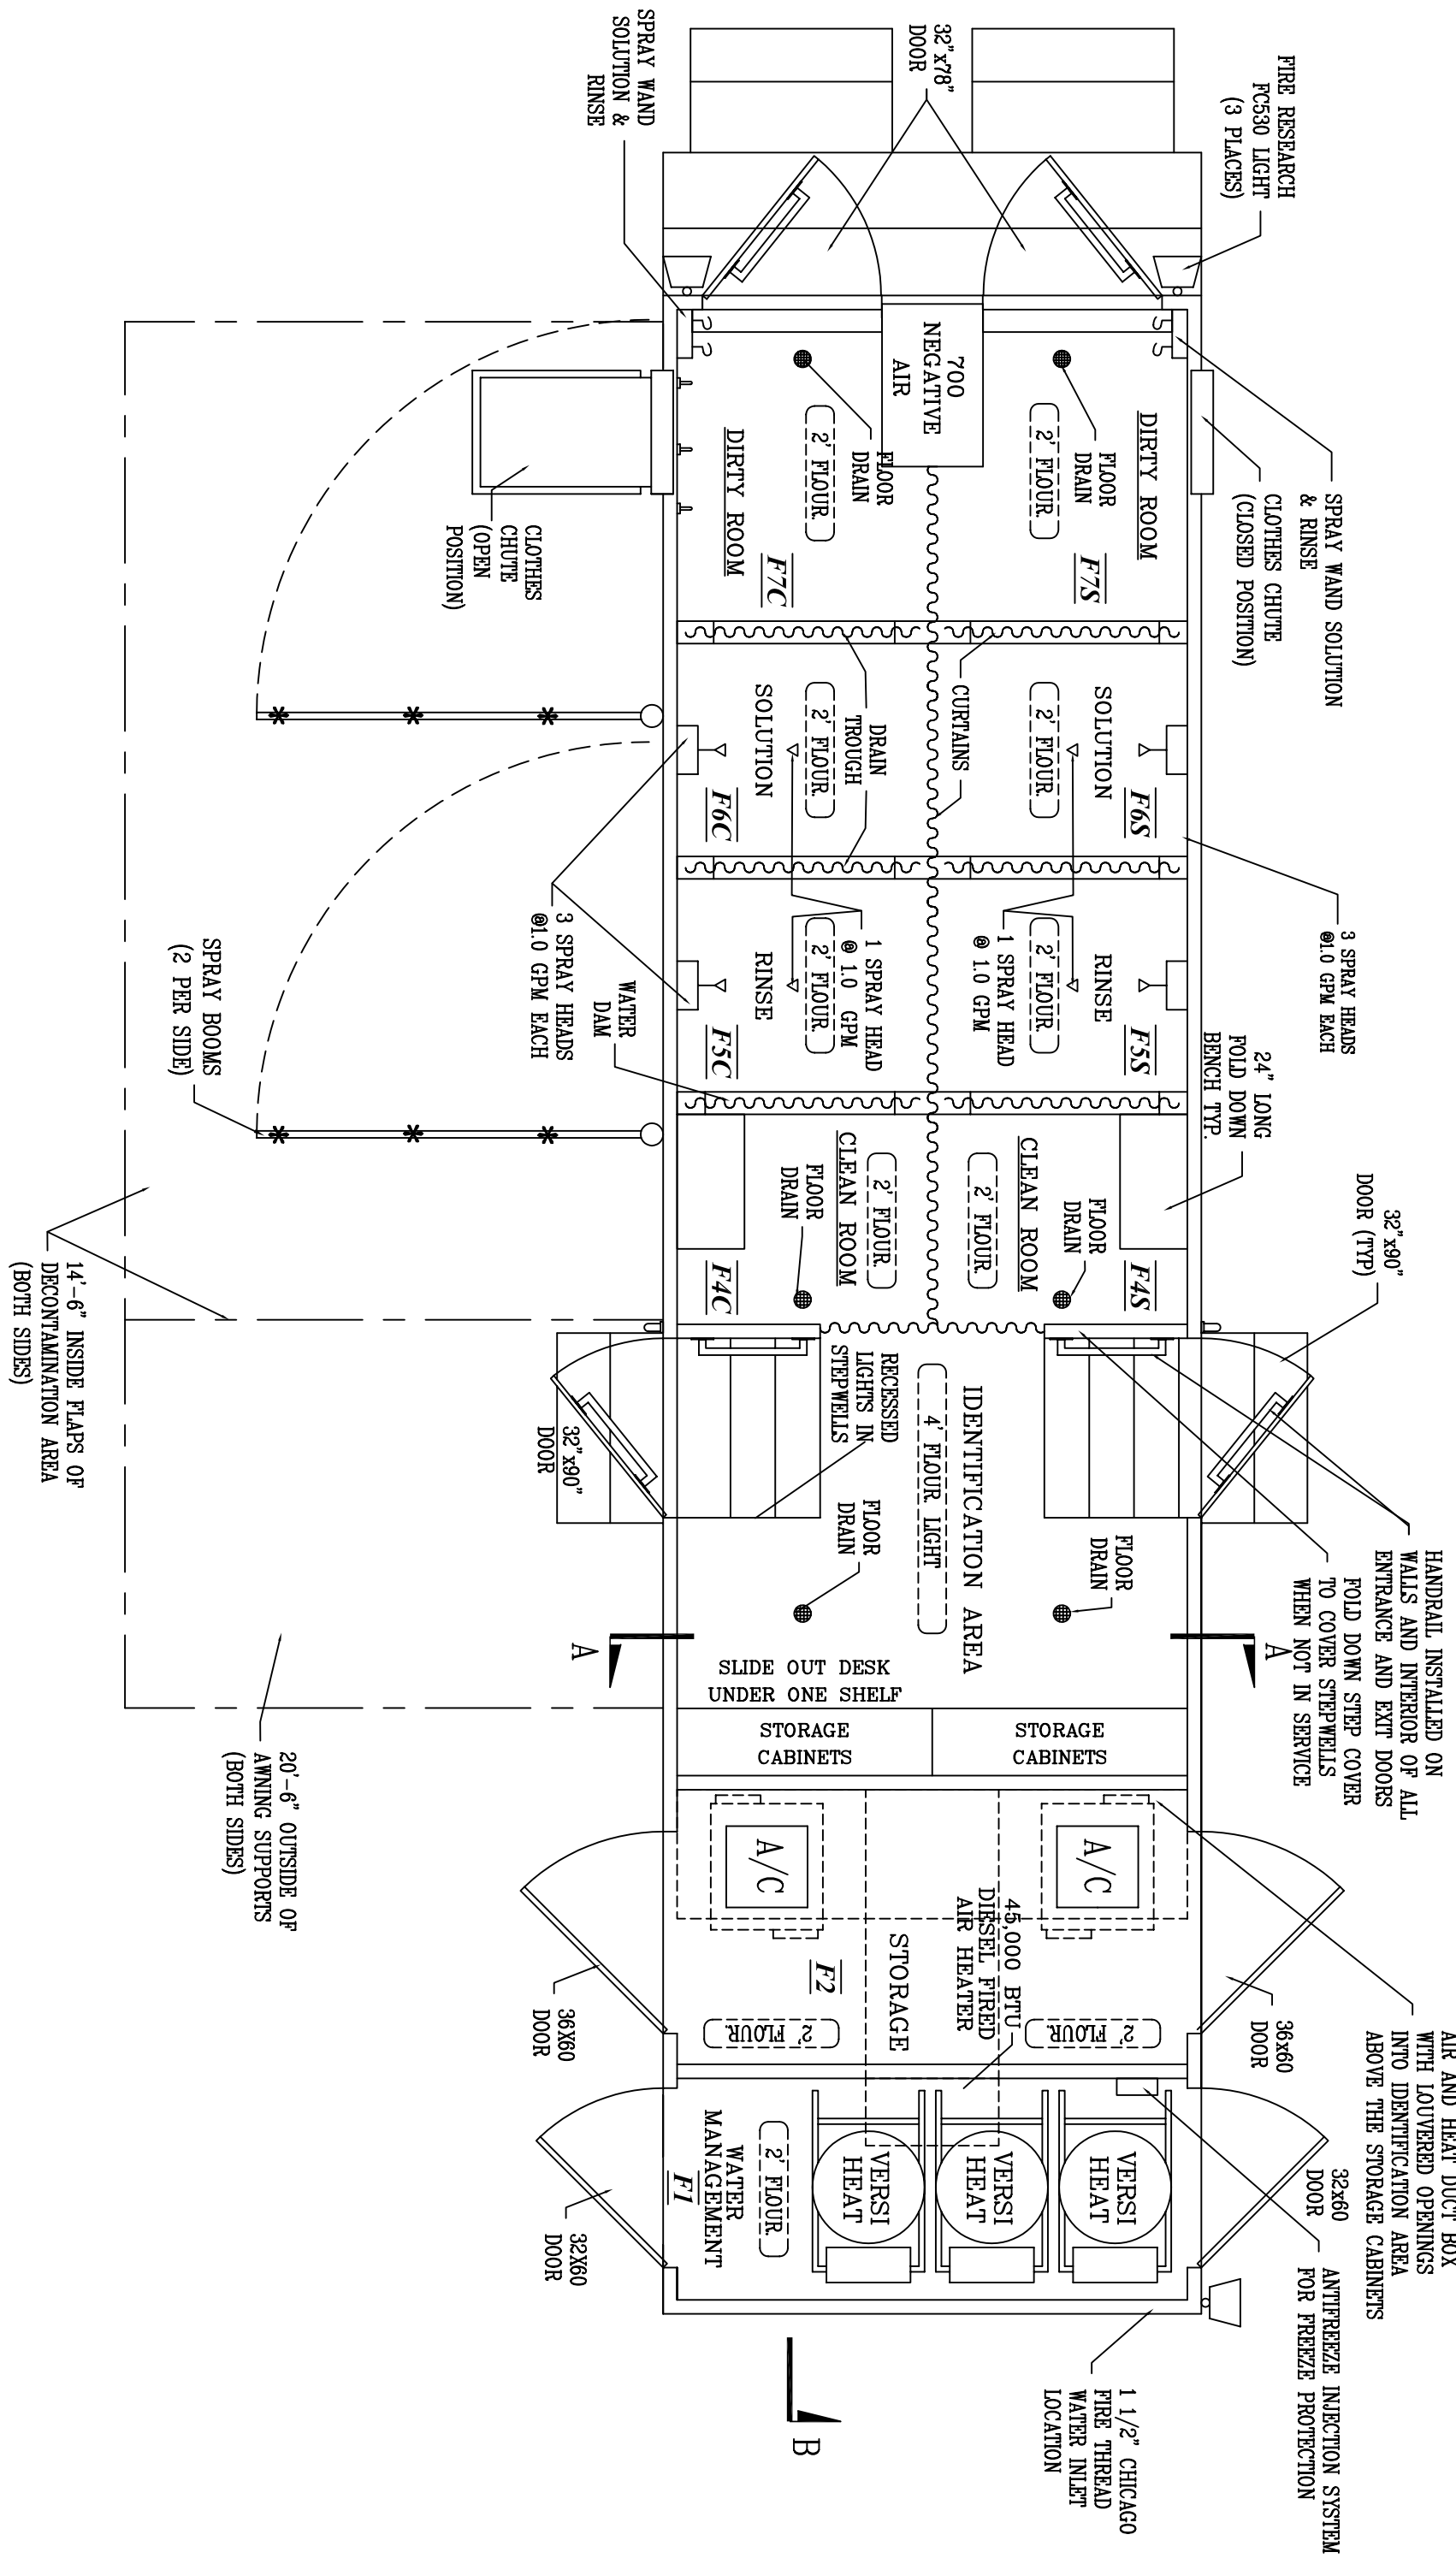 32"x78"
DOOR
FIRE RESEARCH
FC530 LIGHT
(3 PLACES)
SPRAY WAND
SOLUTION &
RINSE
SPRAY WAND SOLUTION
& RINSE
CLOTHES CHUTE
(CLOSED POSITION)
700
NEGATIVE
AIR
DIRTY ROOM
FLOOR
DRAIN
2' FLOUR.
F7S
FLOOR
DRAIN
2' FLOUR.
DIRTY ROOM
F7C
CLOTHES
CHUTE
(OPEN
POSITION)
CURTAINS
DRAIN
TROUGH
SOLUTION
2' FLOUR.
F6S
2' FLOUR.
SOLUTION
F6C
3 SPRAY HEADS
@1.0 GPM EACH
1 SPRAY HEAD
@ 1.0 GPM
1 SPRAY HEAD
@ 1.0 GPM
RINSE
2' FLOUR.
F5S
2' FLOUR.
RINSE
F5C
3 SPRAY HEADS
@1.0 GPM EACH
WATER
DAM
SPRAY BOOMS
(2 PER SIDE)
24" LONG
FOLD DOWN
BENCH TYP.
CLEAN ROOM
2' FLOUR.
FLOOR
DRAIN
F4S
2' FLOUR.
CLEAN ROOM
FLOOR
DRAIN
F4C
32"x90"
DOOR (TYP)
14'-6" INSIDE FLAPS OF
DECONTAMINATION AREA
(BOTH SIDES)
RECESSED
LIGHTS IN
STEPWELLS
32"x90"
DOOR
IDENTIFICATION AREA
4' FLOUR. LIGHT
FLOOR
DRAIN
FLOOR
DRAIN
HANDRAIL INSTALLED ON
WALLS AND INTERIOR OF ALL
ENTRANCE AND EXIT DOORS
FOLD DOWN STEP COVER
TO COVER STEPWELLS
WHEN NOT IN SERVICE
A
A
SLIDE OUT DESK
UNDER ONE SHELF
STORAGE
CABINETS
STORAGE
CABINETS
20'-6" OUTSIDE OF
AWNING SUPPORTS
(BOTH SIDES)
A/C
A/C
45,000 BTU
DIESEL FIRED
AIR HEATER
STORAGE
F2
2' FLOUR.
2' FLOUR.
36X60
DOOR
36x60
DOOR
AIR AND HEAT DUCT BOX
WITH LOUVERED OPENINGS
INTO IDENTIFICATION AREA
ABOVE THE STORAGE CABINETS
32x60
DOOR
ANTIFREEZE INJECTION SYSTEM
FOR FREEZE PROTECTION
VERSI
HEAT
VERSI
HEAT
VERSI
HEAT
2' FLOUR.
WATER
MANAGEMENT
F1
32X60
DOOR
1 1/2" CHICAGO
FIRE THREAD
WATER INLET
LOCATION
B